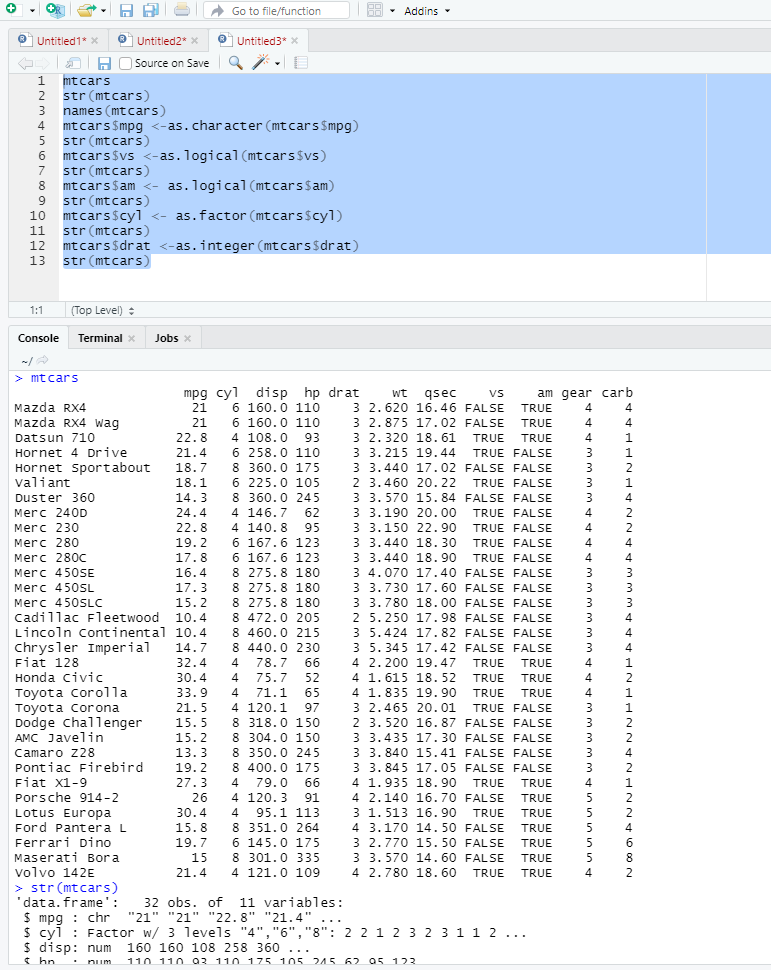 Go to file/function
Addins
Untitled1* Untitled2* Untitled3*
Source on Save
1 mtcars
2 str(mtcars)
3 names(mtcars)
4 mtcars$mpg <-as.character(mtcars$mpg)
5 str(mtcars)
6 mtcars$vs <-as.logical(mtcars$vs)
7 str(mtcars)
8 mtcars$am <- as.logical(mtcars$am)
9 str(mtcars)
10 mtcars$cyl <- as.factor(mtcars$cyl)
11 str(mtcars)
12 mtcars$drat <-as.integer(mtcars$drat)
13 str(mtcars)
1:1 (Top Level)
Console Terminal Jobs
~/
> mtcars
mpg cyl disp hp drat wt qsec vs am gear carb
Mazda RX4 21 6 160.0 110 3 2.620 16.46 FALSE TRUE 4 4
Mazda RX4 Wag 21 6 160.0 110 3 2.875 17.02 FALSE TRUE 4 4
Datsun 710 22.8 4 108.0 93 3 2.320 18.61 TRUE TRUE 4 1
Hornet 4 Drive 21.4 6 258.0 110 3 3.215 19.44 TRUE FALSE 3 1
Hornet Sportabout 18.7 8 360.0 175 3 3.440 17.02 FALSE FALSE 3 2
Valiant 18.1 6 225.0 105 2 3.460 20.22 TRUE FALSE 3 1
Duster 360 14.3 8 360.0 245 3 3.570 15.84 FALSE FALSE 3 4
Merc 240D 24.4 4 146.7 62 3 3.190 20.00 TRUE FALSE 4 2
Merc 230 22.8 4 140.8 95 3 3.150 22.90 TRUE FALSE 4 2
Merc 280 19.2 6 167.6 123 3 3.440 18.30 TRUE FALSE 4 4
Merc 280C 17.8 6 167.6 123 3 3.440 18.90 TRUE FALSE 4 4
Merc 450SE 16.4 8 275.8 180 3 4.070 17.40 FALSE FALSE 3 3
Merc 450SL 17.3 8 275.8 180 3 3.730 17.60 FALSE FALSE 3 3
Merc 450SLC 15.2 8 275.8 180 3 3.780 18.00 FALSE FALSE 3 3
Cadillac Fleetwood 10.4 8 472.0 205 2 5.250 17.98 FALSE FALSE 3 4
Lincoln Continental 10.4 8 460.0 215 3 5.424 17.82 FALSE FALSE 3 4
Chrysler Imperial 14.7 8 440.0 230 3 5.345 17.42 FALSE FALSE 3 4
Fiat 128 32.4 4 78.7 66 4 2.200 19.47 TRUE TRUE 4 1
Honda Civic 30.4 4 75.7 52 4 1.615 18.52 TRUE TRUE 4 2
Toyota Corolla 33.9 4 71.1 65 4 1.835 19.90 TRUE TRUE 4 1
Toyota Corona 21.5 4 120.1 97 3 2.465 20.01 TRUE FALSE 3 1
Dodge Challenger 15.5 8 318.0 150 2 3.520 16.87 FALSE FALSE 3 2
AMC Javelin 15.2 8 304.0 150 3 3.435 17.30 FALSE FALSE 3 2
Camaro Z28 13.3 8 350.0 245 3 3.840 15.41 FALSE FALSE 3 4
Pontiac Firebird 19.2 8 400.0 175 3 3.845 17.05 FALSE FALSE 3 2
Fiat X1-9 27.3 4 79.0 66 4 1.935 18.90 TRUE TRUE 4 1
Porsche 914-2 26 4 120.3 91 4 2.140 16.70 FALSE TRUE 5 2
Lotus Europa 30.4 4 95.1 113 3 1.513 16.90 TRUE TRUE 5 2
Ford Pantera L 15.8 8 351.0 264 4 3.170 14.50 FALSE TRUE 5 4
Ferrari Dino 19.7 6 145.0 175 3 2.770 15.50 FALSE TRUE 5 6
Maserati Bora 15 8 301.0 335 3 3.570 14.60 FALSE TRUE 5 8
Volvo 142E 21.4 4 121.0 109 4 2.780 18.60 TRUE TRUE 4 2
> str(mtcars)
'data.frame': 32 obs. of 11 variables:
$ mpg : chr "21" "21" "22.8" "21.4" ...
$ cyl : Factor w/ 3 levels "4","6","8": 2 2 1 2 3 2 3 1 1 2 ...
$ disp: num 160 160 108 258 360 ...
$ hp : num 110 110 93 110 175 105 245 62 95 123